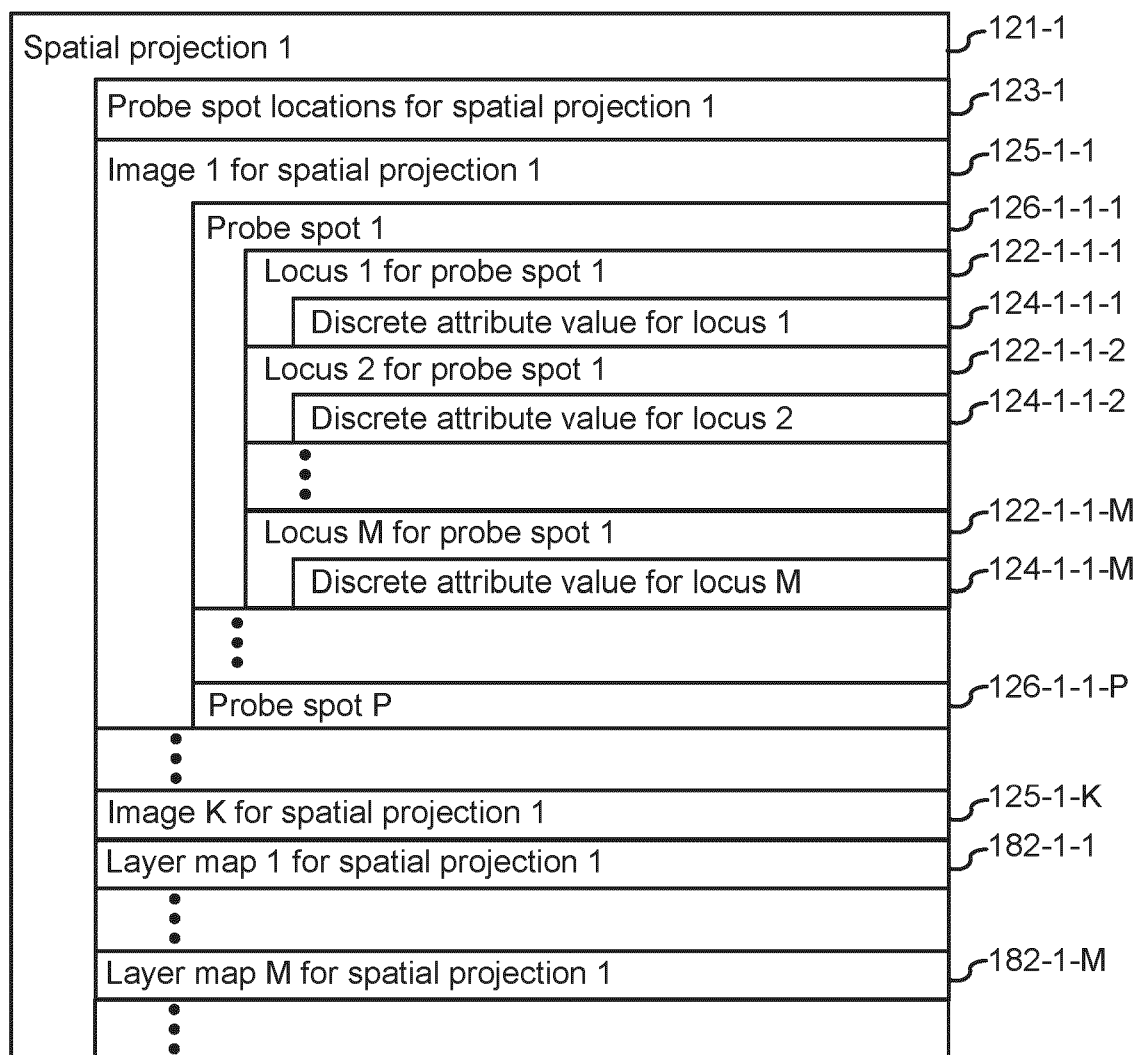 Spatial projection 1
121-1
Probe spot locations for spatial projection 1
123-1
Image 1 for spatial projection 1
125-1-1
Probe spot 1
126-1-1-1
Locus 1 for probe spot 1
122-1-1-1
Discrete attribute value for locus 1
124-1-1-1
Locus 2 for probe spot 1
122-1-1-2
Discrete attribute value for locus 2
124-1-1-2
Locus M for probe spot 1
122-1-1-M
Discrete attribute value for locus M
124-1-1-M
Probe spot P
126-1-1-P
Image K for spatial projection 1
125-1-K
Layer map 1 for spatial projection 1
182-1-1
Layer map M for spatial projection 1
182-1-M